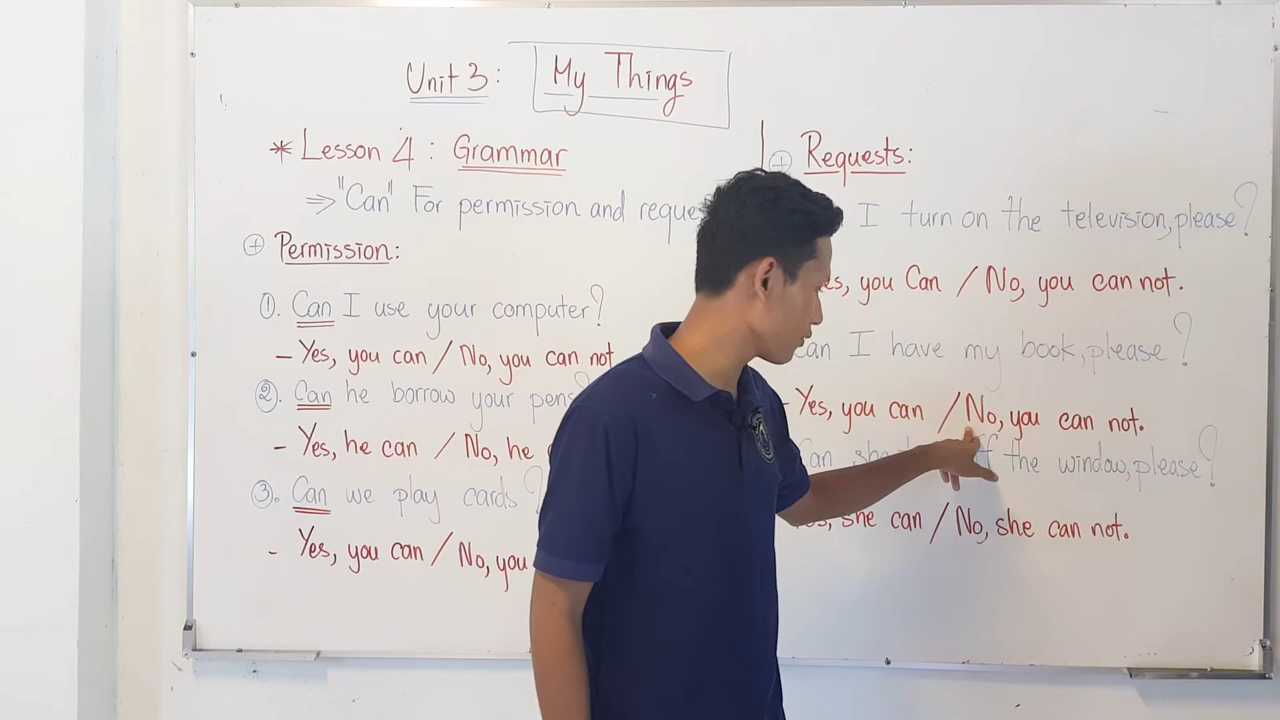 Unit 3: My Things
* Lesson 4: Grammar
⇒ "Can" For permission and
⊕ Permission:
①. Can I use your computer?
- Yes, you can / No, you can not
②. Can he borrow your pens?
- Yes, he can / No, he
③. Can we play cards?
- Yes, you can / No, you
⊕ Requests:
I turn on the television, please?
you Can / No, you can not.
I have my book, please?
- Yes, you can / No, you can not.
the window, please?
she can / No, she can not.